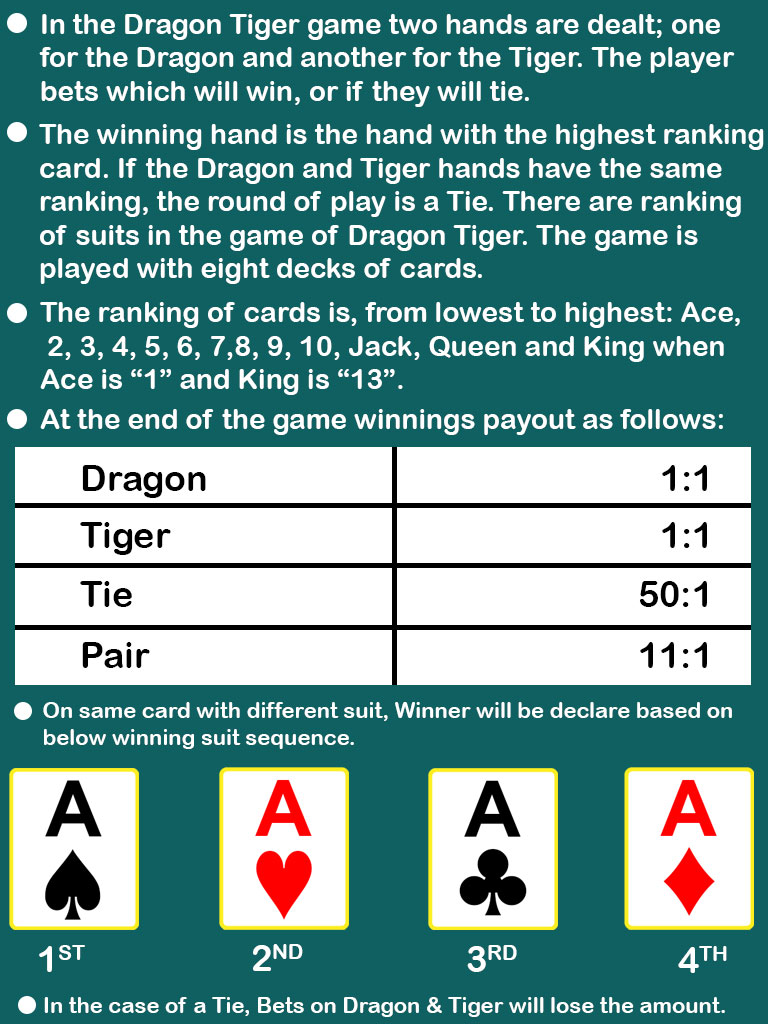 In the Dragon Tiger game two hands are dealt; one
for the Dragon and another for the Tiger. The player
bets which will win, or if they will tie.
The winning hand is the hand with the highest ranking
card. If the Dragon and Tiger hands have the same
ranking, the round of play is a Tie. There are ranking
of suits in the game of Dragon Tiger. The game is
played with eight decks of cards.
The ranking of cards is, from lowest to highest: Ace,
2, 3, 4, 5, 6, 7,8, 9, 10, Jack, Queen and King when
Ace is “1” and King is “13”.
At the end of the game winnings payout as follows:
Dragon 1:1
Tiger 1:1
Tie 50:1
Pair 11:1
On same card with different suit, Winner will be declare based on
below winning suit sequence.
A A A A
1ST 2ND 3RD 4TH
In the case of a Tie, Bets on Dragon & Tiger will lose the amount.